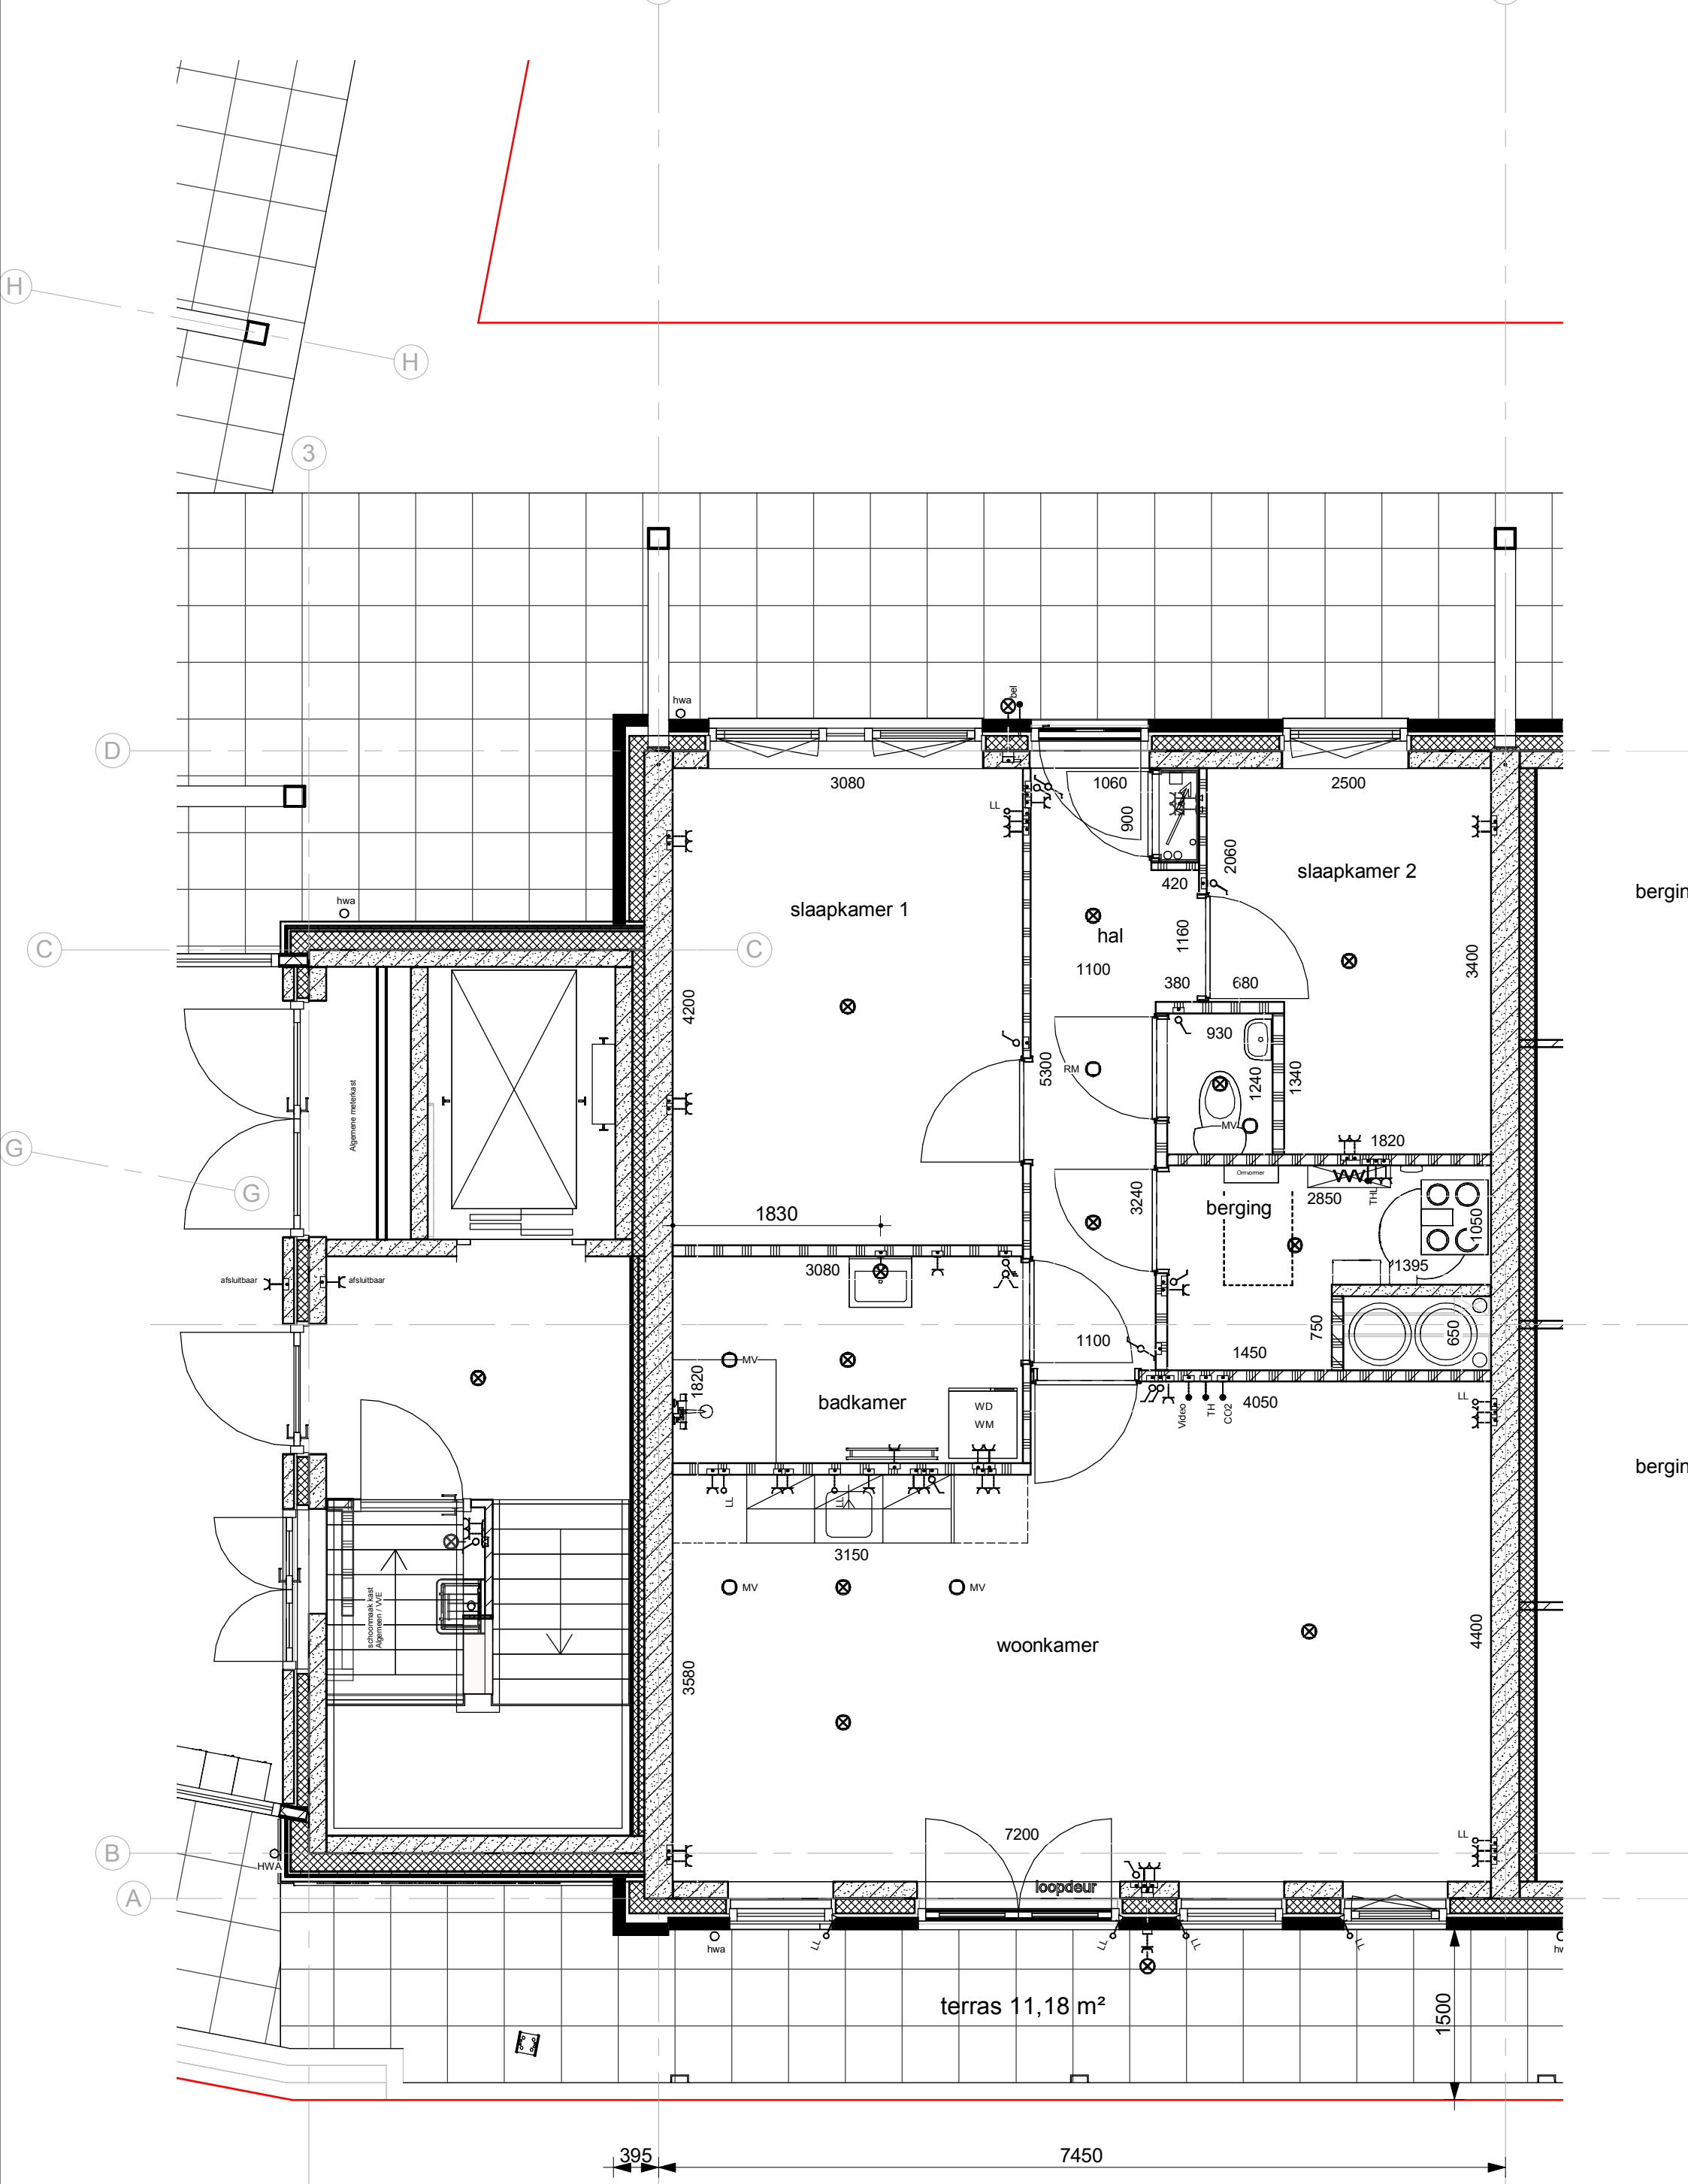 H
H
3
hwa
bel
D
3080
1060
2500
LL
900
2060
slaapkamer 2
bergin
420
slaapkamer 1
hwa
hal
1160
C
C
1100
3400
380
680
4200
930
RM
5300
1240
1340
Algemene meterkast
G
MV
1820
G
Omvormer
2850
THL
3240
berging
1830
1050
1395
3080
afsluitbaar
afsluitbaar
1100
750
650
1450
MV
1820
badkamer
WD
WM
4050
LL
Video
TH
CO2
bergin
LL
LL
3150
MV
MV
schoonmaak kast
Algemeen / VVE
woonkamer
4400
3580
7200
LL
B
HWA
A
loopdeur
hwa
LL
LL
LL
LL
hv
terras 11,18 m²
1500
395
7450